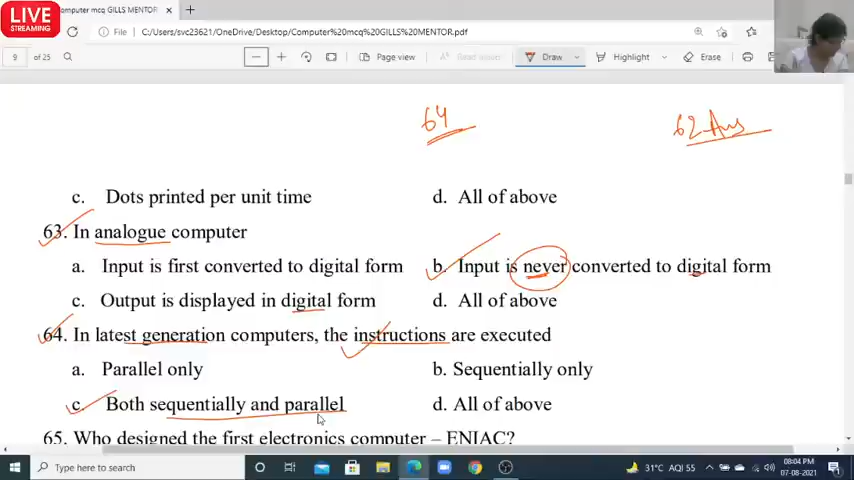 LIVE
STREAMING
omputer mcq GILLS MENTOR.pdf
File C:/Users/svc23621/OneDrive/Desktop/Computer%20mcq%20GILLS%20MENTOR.pdf
9 of 25 Page view Read aloud Draw Highlight Erase
64 62 Ans
c. Dots printed per unit time d. All of above
63. In analogue computer
a. Input is first converted to digital form b. Input is never converted to digital form
c. Output is displayed in digital form d. All of above
64. In latest generation computers, the instructions are executed
a. Parallel only b. Sequentially only
c. Both sequentially and parallel d. All of above
65. Who designed the first electronics computer – ENIAC?
Type here to search 31°C AQI 55 08:04 PM
07-08-2021